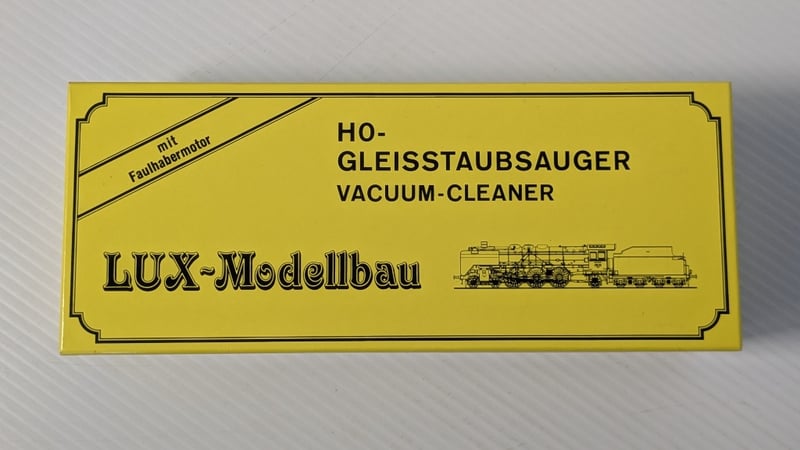 mit
Faulhabermotor
HO-
GLEISSTAUBSAUGER
VACUUM-CLEANER
LUX-Modellbau